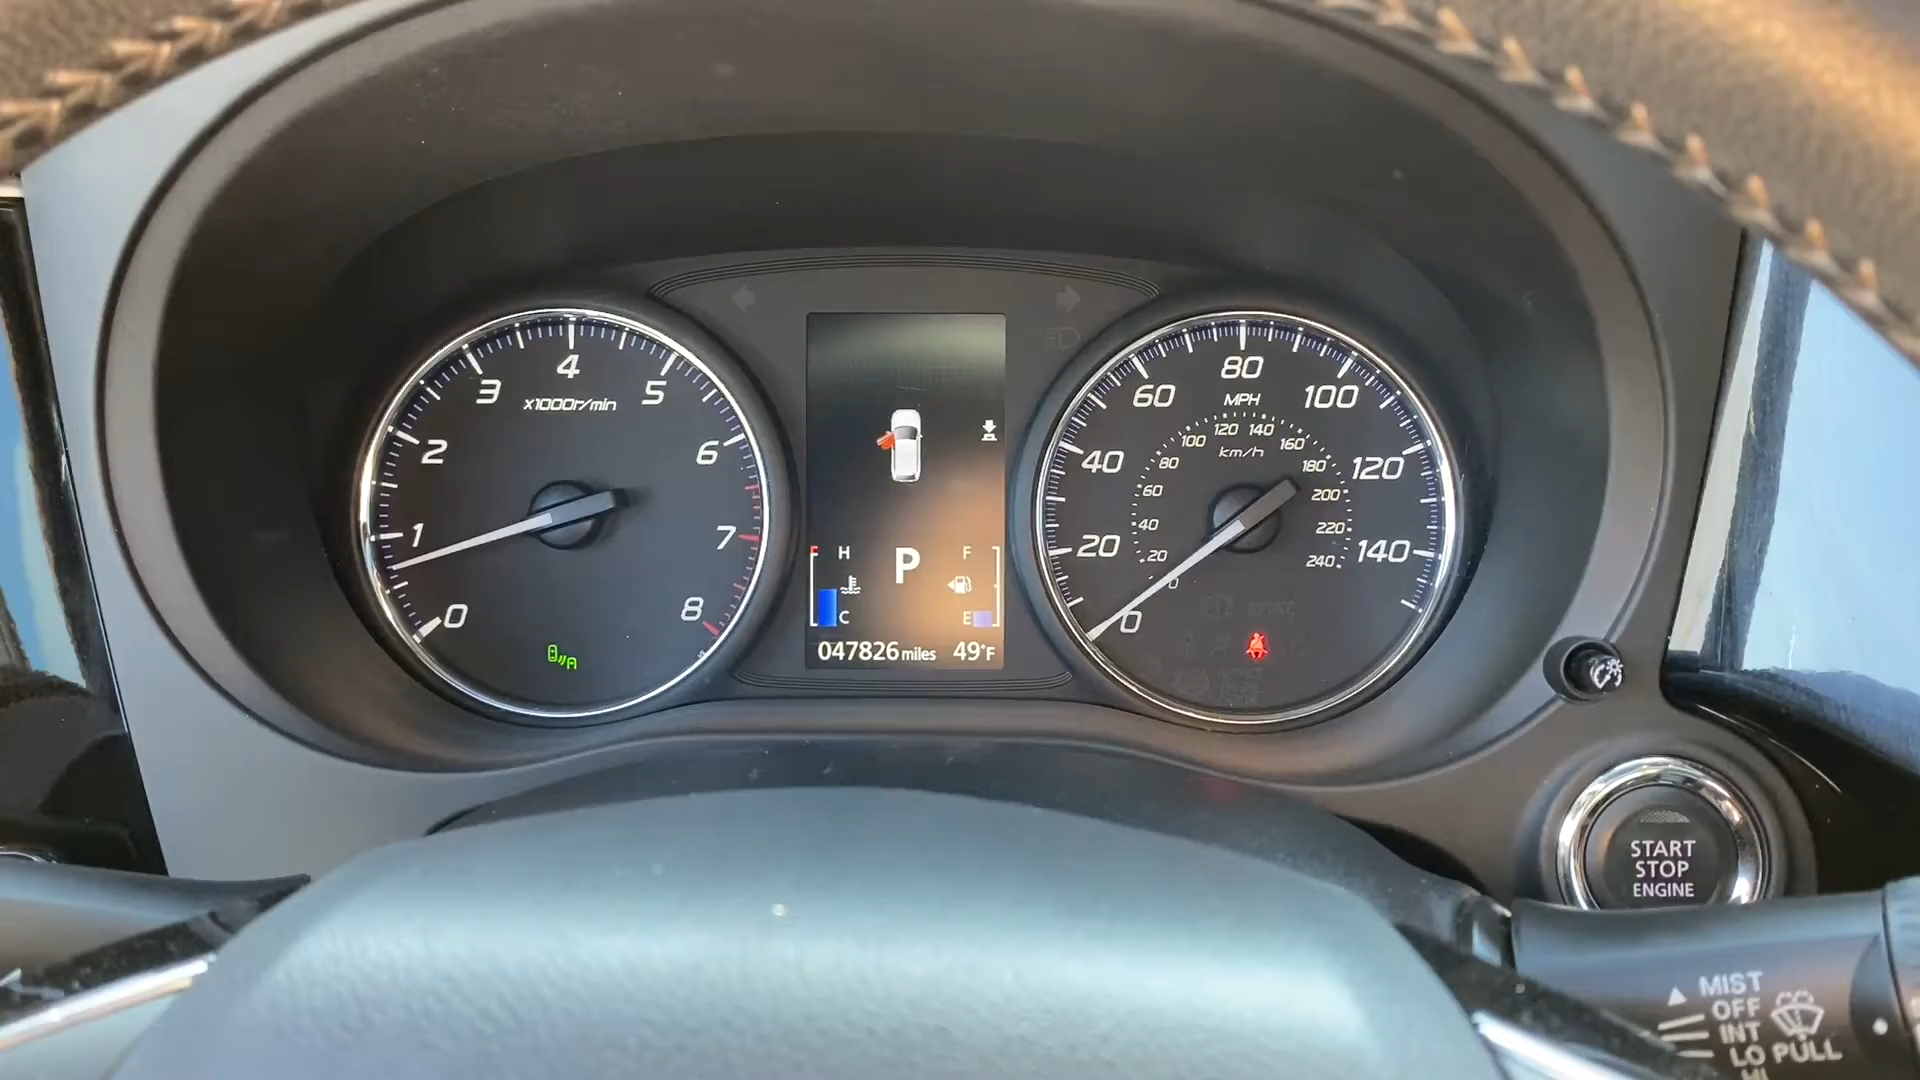 0
1
2
3
4
5
6
7
8
x1000r/min
H
C
P
F
E
047826 miles
49°F
0
20
40
60
80
100
120
140
MPH
0
20
40
60
80
100
120
140
160
180
200
220
240
km/h
START
STOP
ENGINE
MIST
OFF
INT
LO PULL